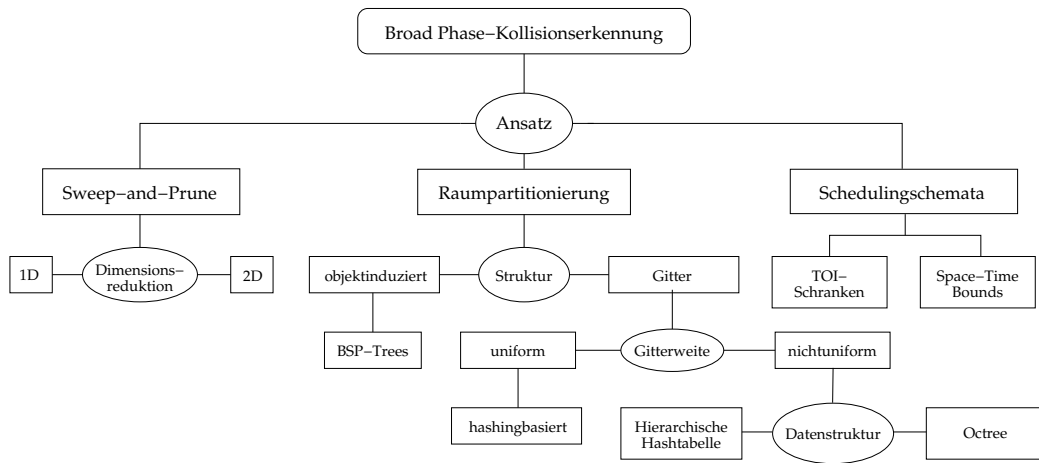 Broad Phase–Kollisionserkennung
Ansatz
Sweep–and–Prune
Raumpartitionierung
Schedulingschemata
1D
Dimensions–
reduktion
2D
objektinduziert
Struktur
Gitter
TOI–
Schranken
Space–Time
Bounds
BSP–Trees
uniform
Gitterweite
nichtuniform
hashingbasiert
Hierarchische
Hashtabelle
Datenstruktur
Octree